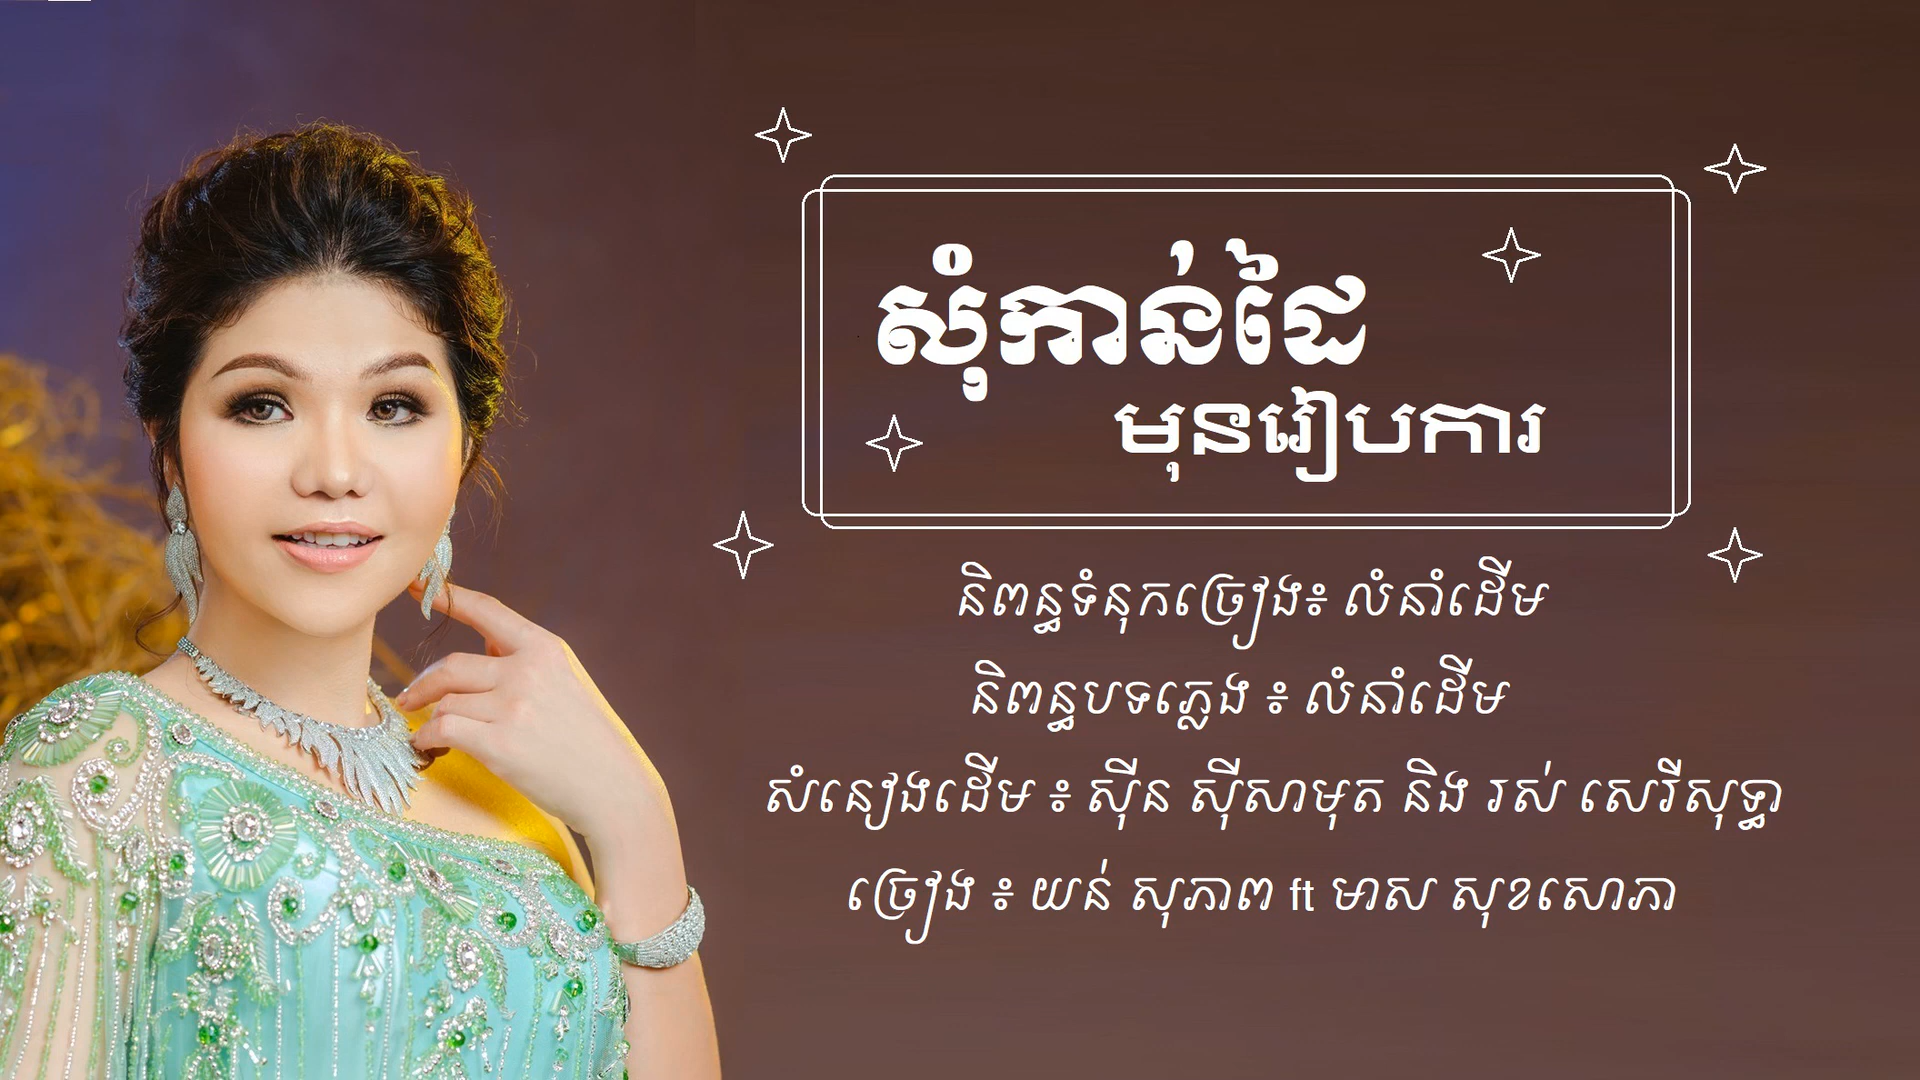 សុំកាន់ដៃ
មុនរៀបការ
និពន្ធទំនុកច្រៀង៖ លំនាំដើម
និពន្ធបទភ្លេង ៖ លំនាំដើម
សំនៀងដើម ៖ ស៊ីន ស៊ីសាមុត និង រស់ សេរីសុទ្ធា
ច្រៀង ៖ យន់ សុភាព ft មាស សុខសោភា